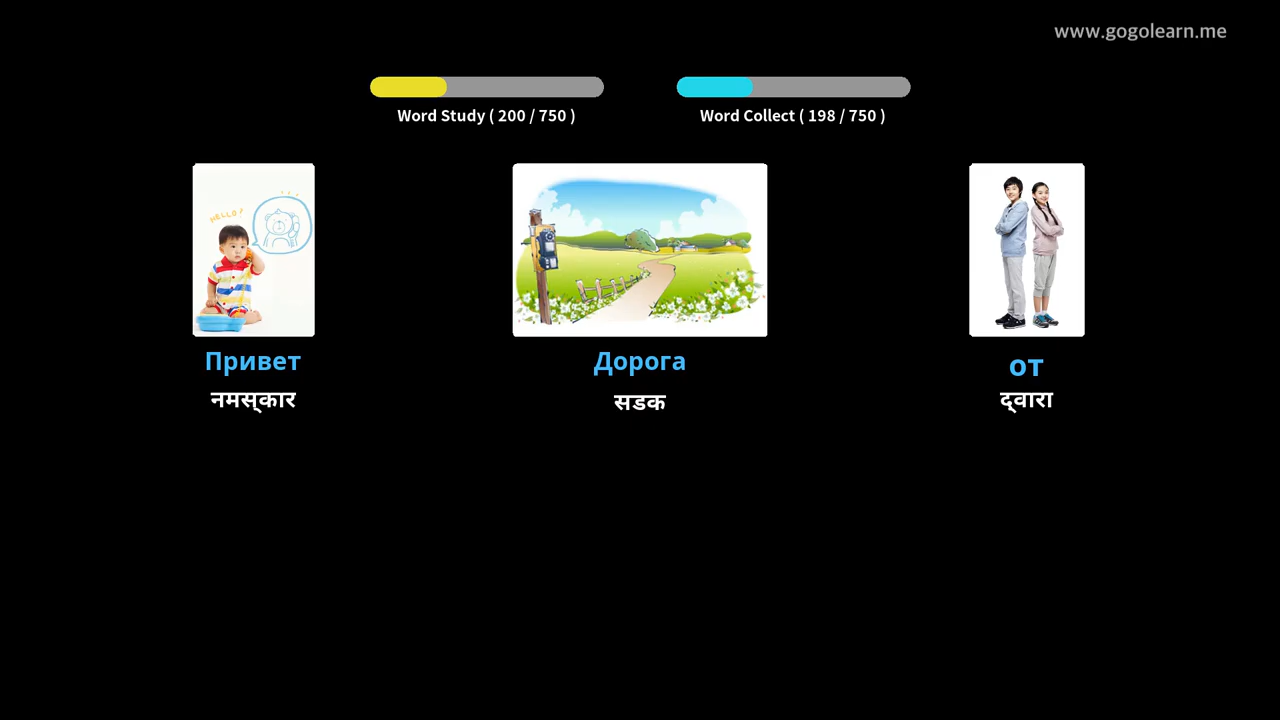 www.gogolearn.me
Word Study ( 200 / 750 )
Word Collect ( 198 / 750 )
HELLO?
Привет
Дорога
от
नमस्कार
सडक
द्वारा